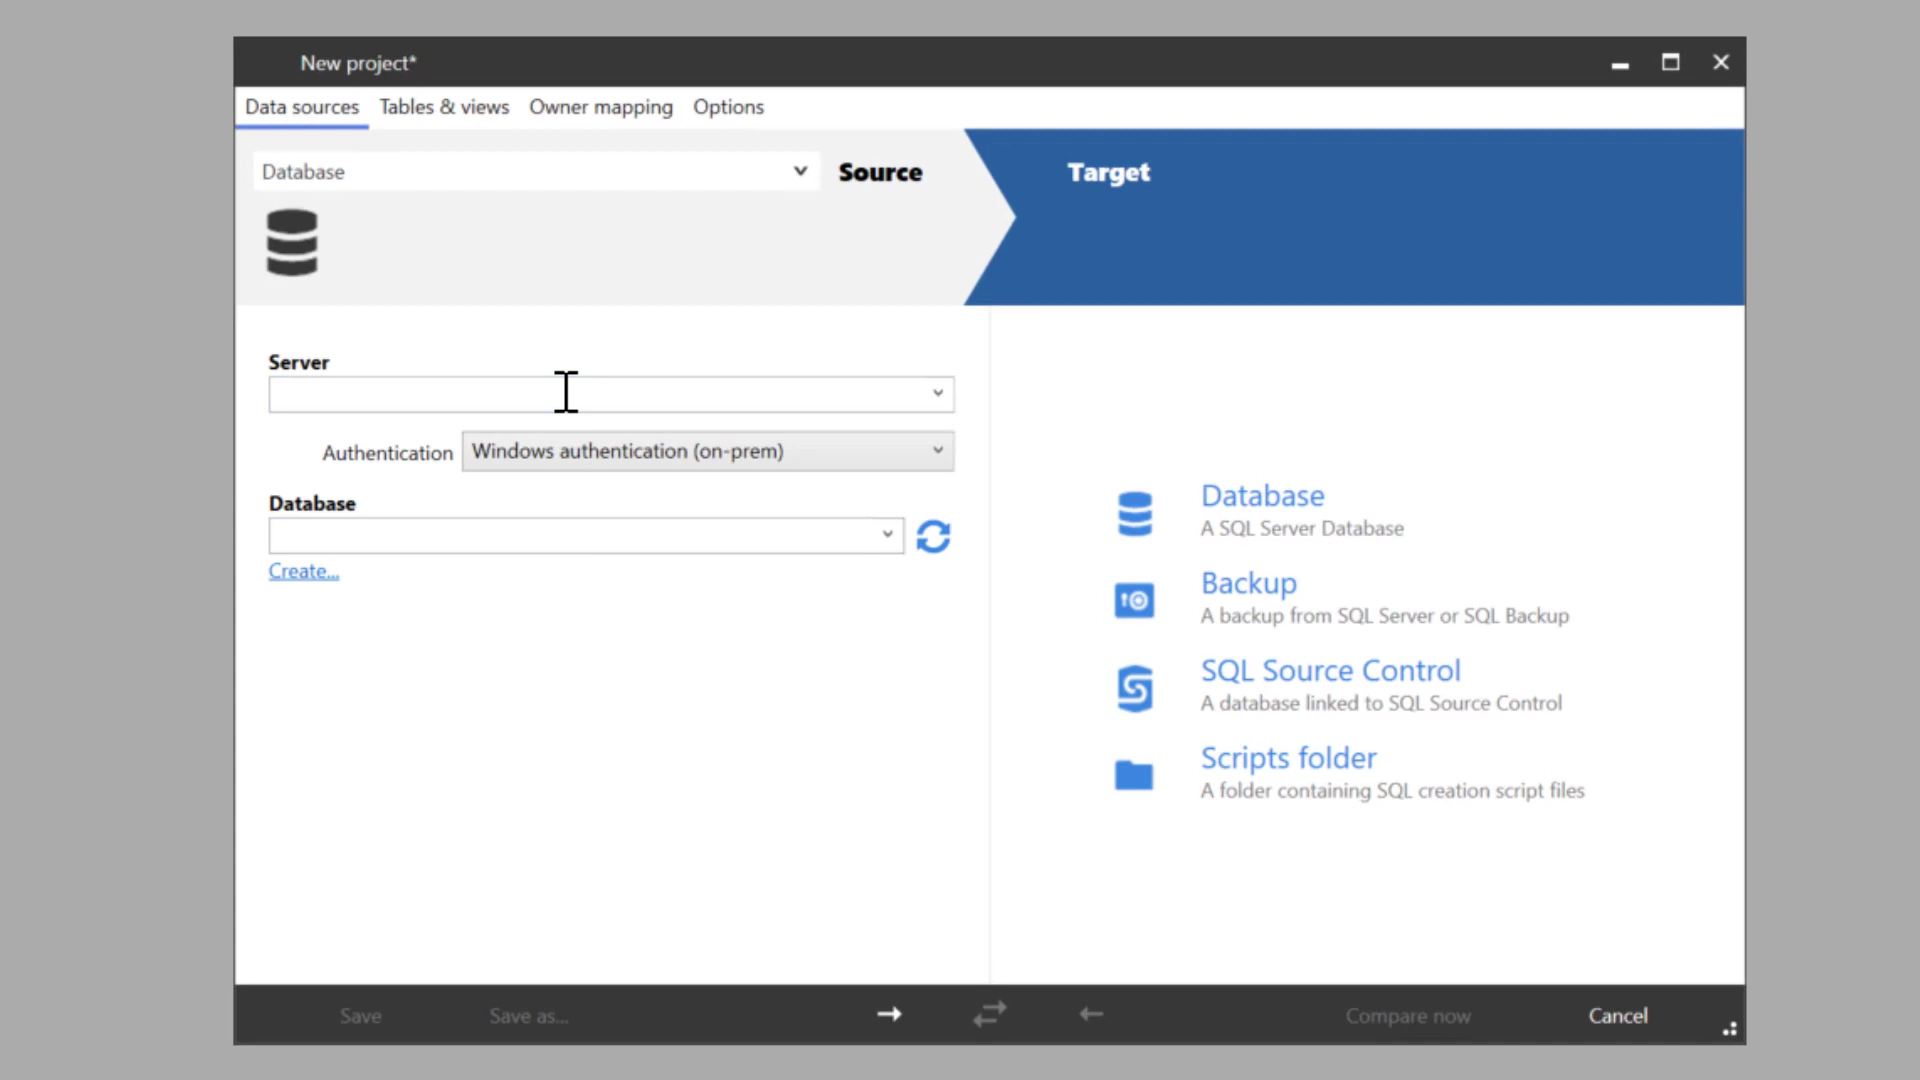 New project*
Data sources Tables & views Owner mapping Options
Database Source Target
Server
Authentication Windows authentication (on-prem)
Database
Create...
Database
A SQL Server Database
Backup
A backup from SQL Server or SQL Backup
SQL Source Control
A database linked to SQL Source Control
Scripts folder
A folder containing SQL creation script files
Save Save as... Compare now Cancel